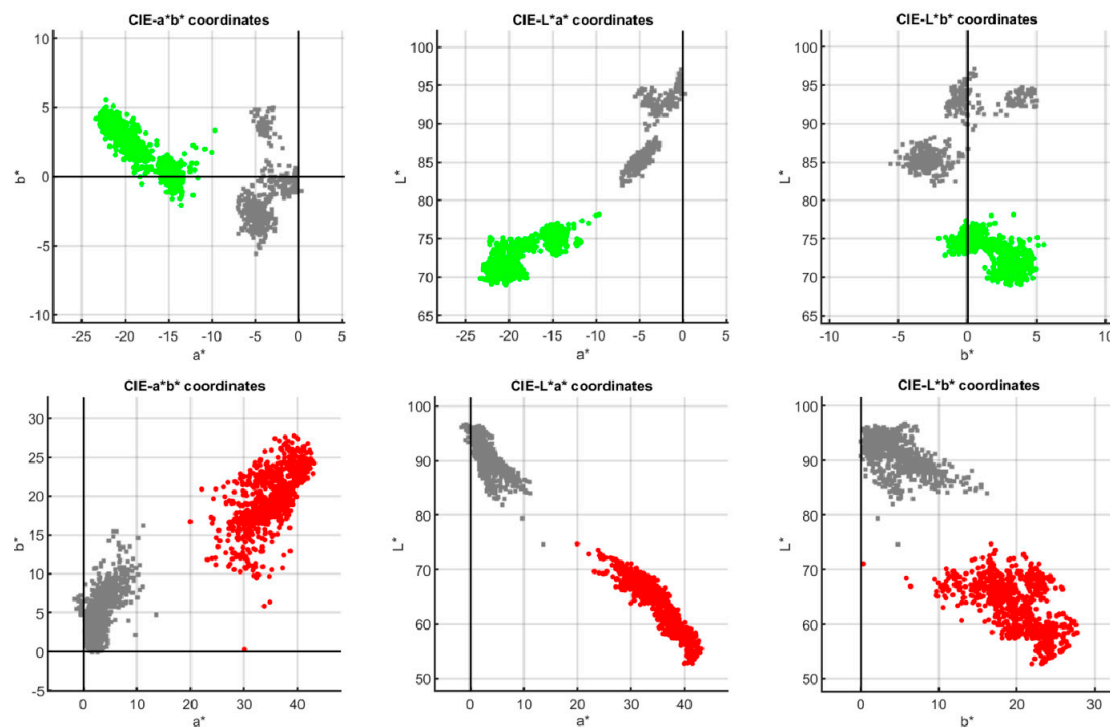 CIE-a*b* coordinates
10
5
0
-5
-10
b*
-25 -20 -15 -10 -5 0 5
a*
CIE-L*a* coordinates
100
95
90
85
80
75
70
65
L*
-25 -20 -15 -10 -5 0
a*
CIE-L*b* coordinates
100
95
90
85
80
75
70
65
L*
-10 -5 0 5 10
b*
CIE-a*b* coordinates
30
25
20
15
10
5
0
-5
b*
0 10 20 30 40
a*
CIE-L*a* coordinates
100
90
80
70
60
50
L*
0 10 20 30 40
a*
CIE-L*b* coordinates
100
90
80
70
60
50
L*
0 10 20 30
b*